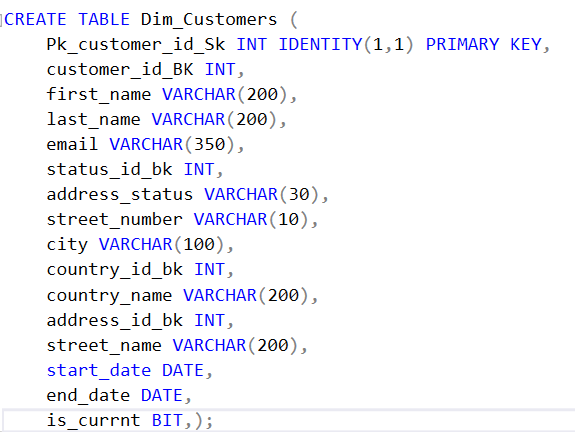 CREATE TABLE Dim_Customers (
    Pk_customer_id_Sk INT IDENTITY(1,1) PRIMARY KEY,
    customer_id_BK INT,
    first_name VARCHAR(200),
    last_name VARCHAR(200),
    email VARCHAR(350),
    status_id_bk INT,
    address_status VARCHAR(30),
    street_number VARCHAR(10),
    city VARCHAR(100),
    country_id_bk INT,
    country_name VARCHAR(200),
    address_id_bk INT,
    street_name VARCHAR(200),
    start_date DATE,
    end_date DATE,
    is_currnt BIT,);